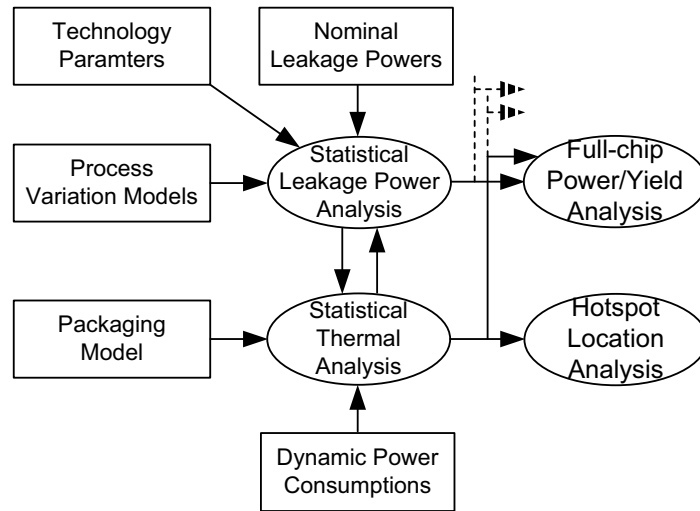 Technology
Paramters
Nominal
Leakage Powers
Process
Variation Models
Statistical
Leakage Power
Analysis
Full-chip
Power/Yield
Analysis
Packaging
Model
Statistical
Thermal
Analysis
Hotspot
Location
Analysis
Dynamic Power
Consumptions